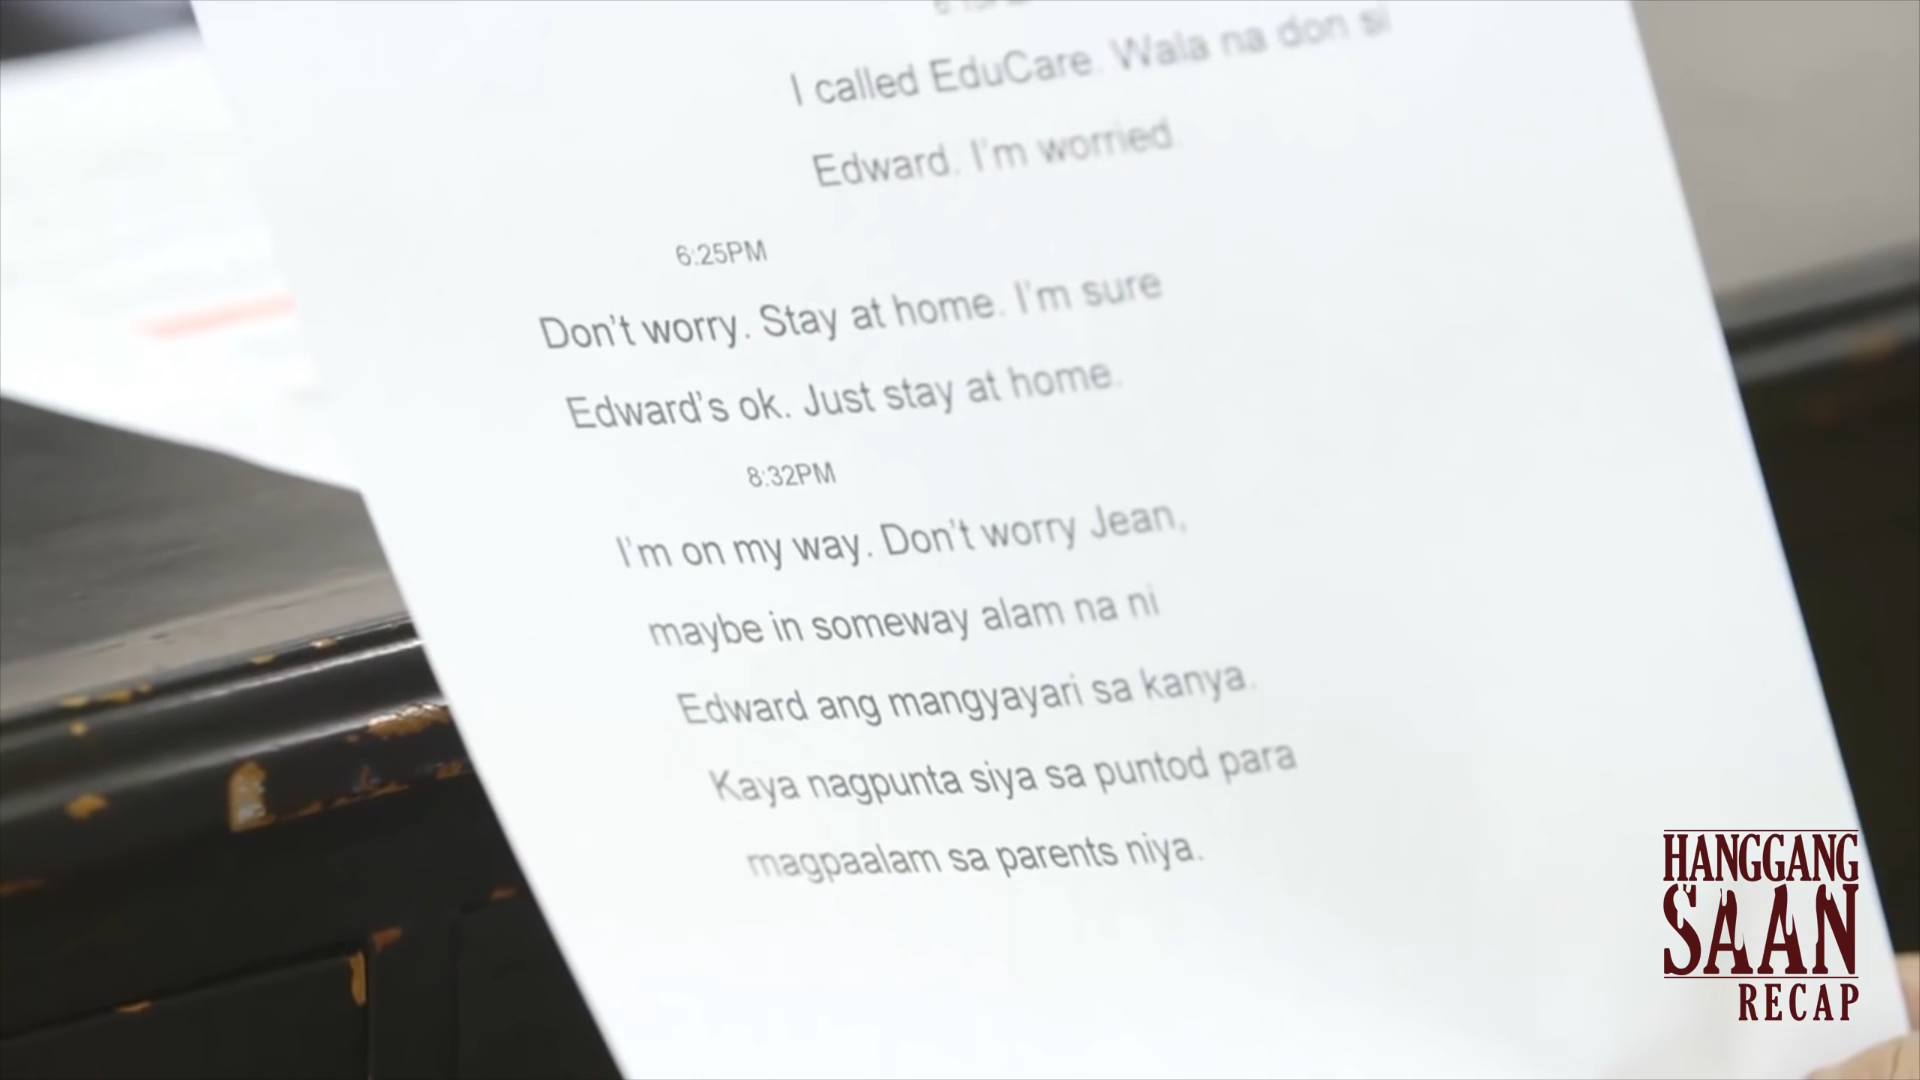 I called EduCare. Wala na don si
Edward. I'm worried.
6:25PM
Don't worry. Stay at home. I'm sure
Edward's ok. Just stay at home.
8:32PM
I'm on my way. Don't worry Jean,
maybe in someway alam na ni
Edward ang mangyayari sa kanya.
Kaya nagpunta siya sa puntod para
magpaalam sa parents niya.
HANGGANG
SAAN
RECAP